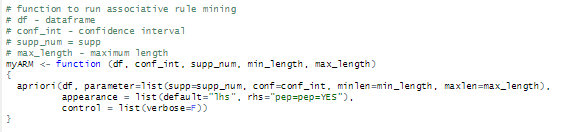 # function to run associative rule mining
# df - dataframe
# conf_int - confidence interval
# supp_num = supp
# max_length - maximum length
myARM <- function (df, conf_int, supp_num, min_length, max_length)
{
  apriori(df, parameter=list(supp=supp_num, conf=conf_int, minlen=min_length, maxlen=max_length),
          appearance = list(default="lhs", rhs="pep=pep=YES"),
          control = list(verbose=F))
}